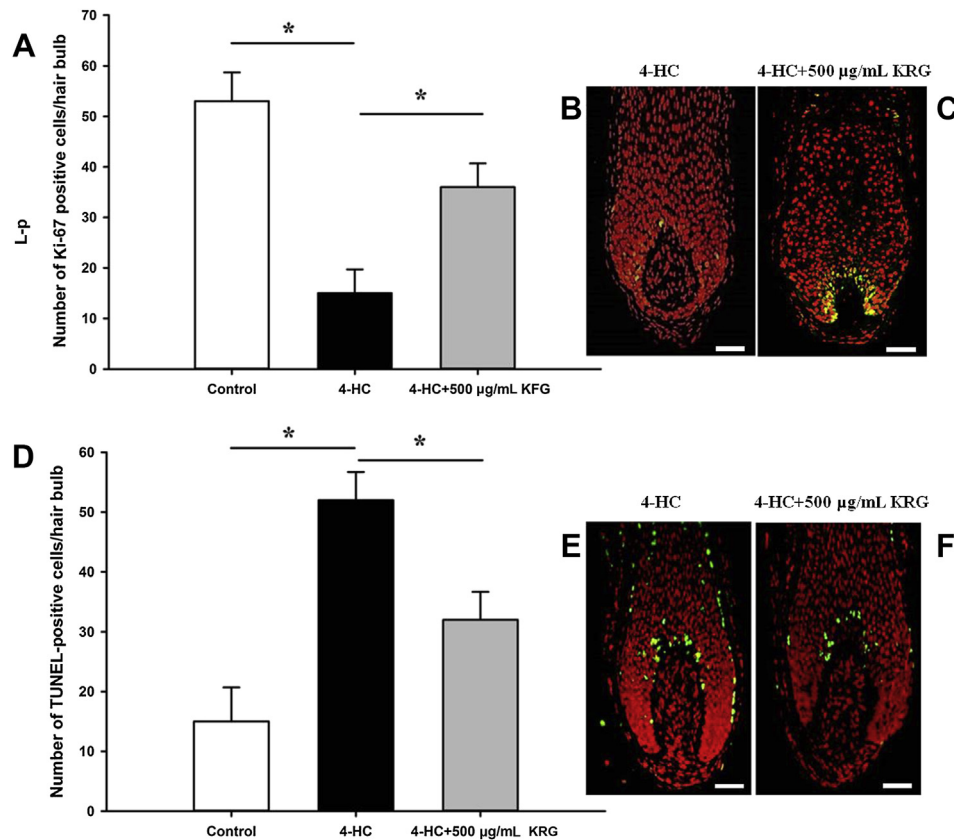 A
L-p
Number of Ki-67 positive cells/hair bulb
70
60
50
40
30
20
10
0
*
*
Control
4-HC
4-HC+500 µg/mL KFG
4-HC
4-HC+500 µg/mL KRG
B
C
D
Number of TUNEL-positive cells/hair bulb
60
50
40
30
20
10
0
*
*
Control
4-HC
4-HC+500 µg/mL KRG
4-HC
4-HC+500 µg/mL KRG
E
F